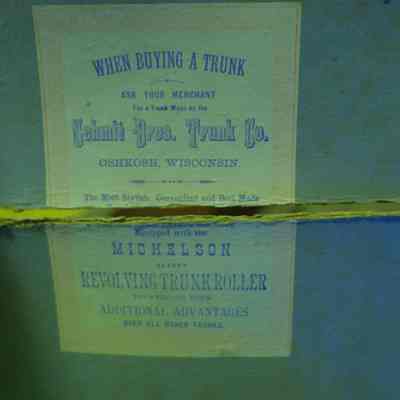 WHEN BUYING A TRUNK
ASK YOUR MERCHANT
For a Trunk Made by the
Schmit Bros. Trunk Co.
OSHKOSH, WISCONSIN.
The Most Stylish, Convenient and Best Made
Equipped with the
MICHELSON
PATENT
REVOLVING TRUNK ROLLER
ADDITIONAL ADVANTAGES
OVER ALL OTHER TRUNKS.